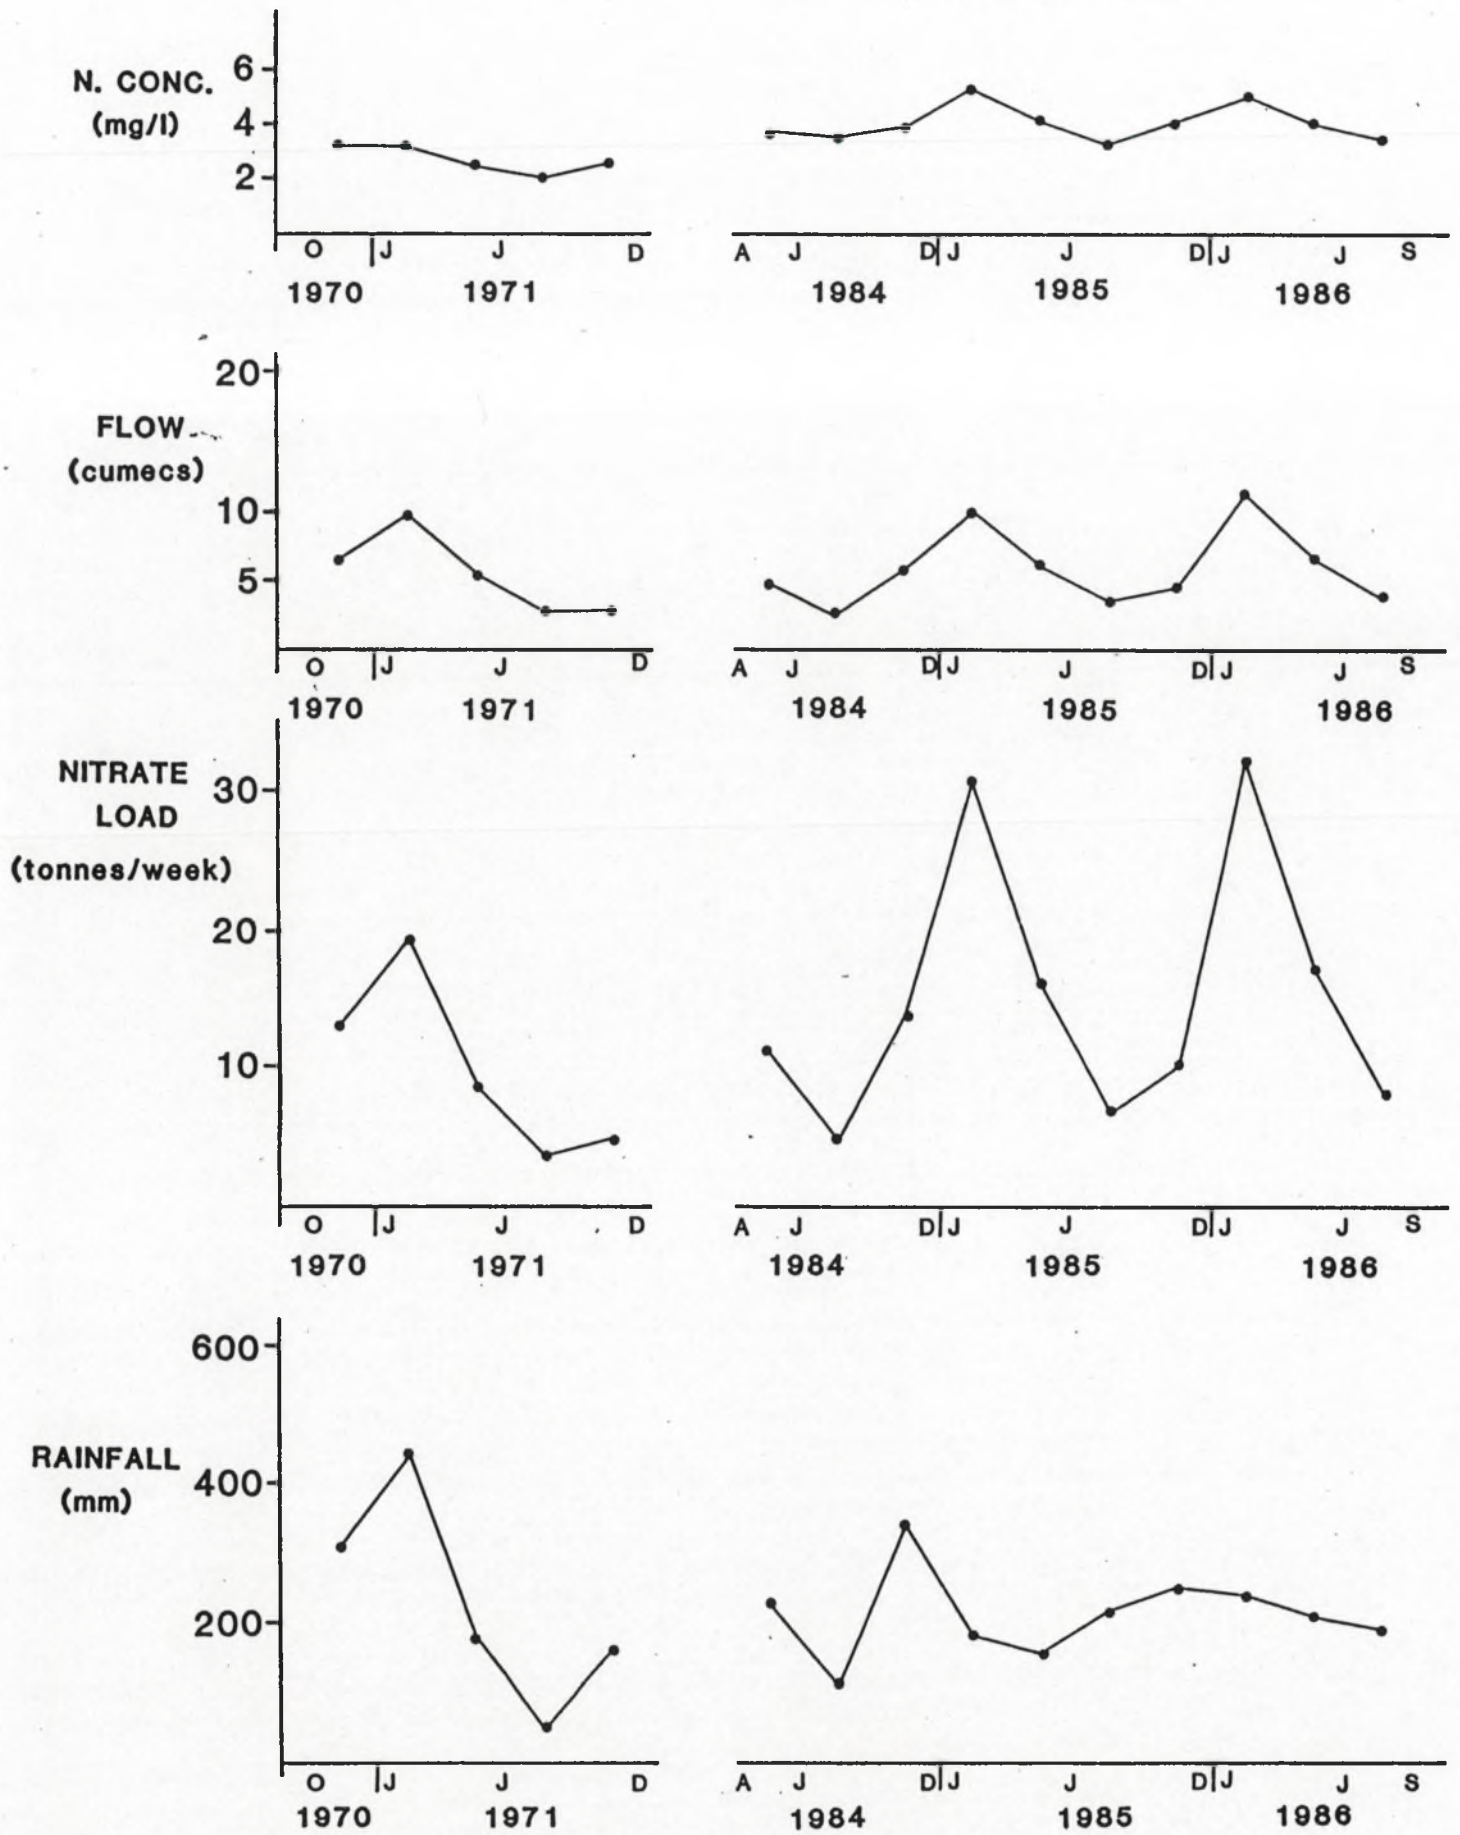 N. CONC.
(mg/l)
6
4
2
O J J D A J D J J D J J S
1970 1971 1984 1985 1986
FLOW
(cumecs)
20
10
5
O J J D A J D J J D J J S
1970 1971 1984 1985 1986
NITRATE
LOAD
(tonnes/week)
30
20
10
O J J D A J D J J D J J S
1970 1971 1984 1985 1986
RAINFALL
(mm)
600
400
200
O J J D A J D J J D J J S
1970 1971 1984 1985 1986